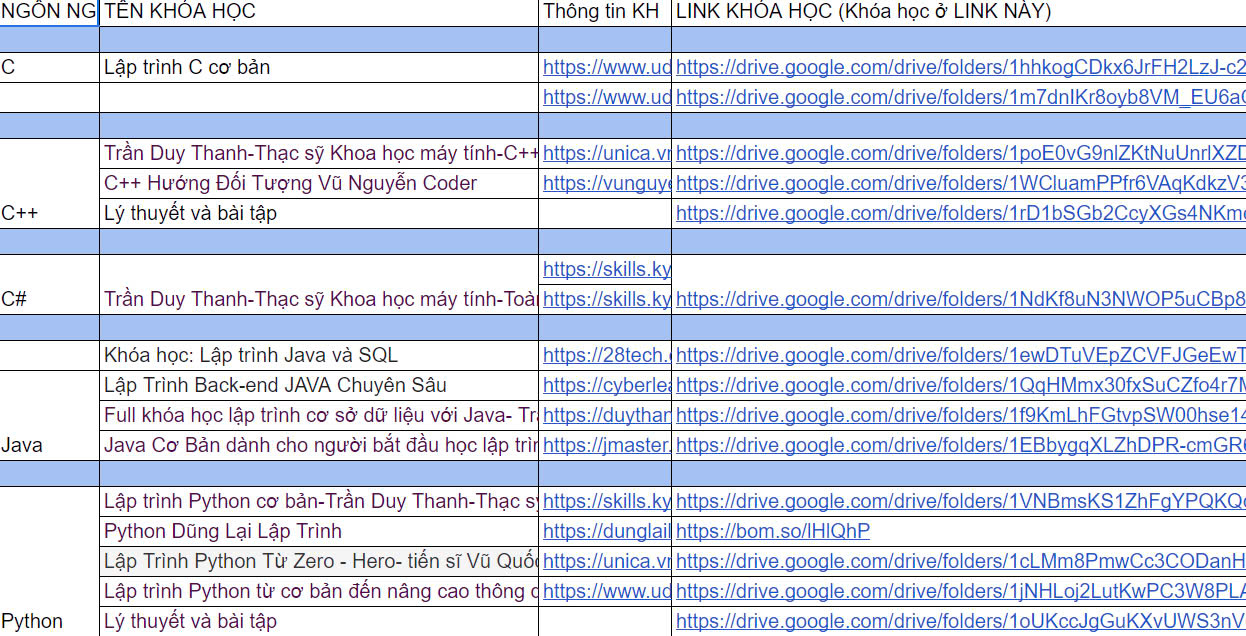 NGÔN NG TÊN KHÓA HỌC Thông tin KH LINK KHÓA HỌC (Khóa học ở LINK NÀY)
C Lập trình C cơ bản https://www.ud https://drive.google.com/drive/folders/1hhkogCDkx6JrFH2LzJ-c2
https://www.ud https://drive.google.com/drive/folders/1m7dnIKr8oyb8VM_EU6a
Trần Duy Thanh-Thạc sỹ Khoa học máy tính-C++ https://unica.vn https://drive.google.com/drive/folders/1poE0vG9nlZKtNuUnrlXZD
C++ Hướng Đối Tượng Vũ Nguyễn Coder https://vunguye https://drive.google.com/drive/folders/1WCluamPPfr6VAqKdkzV3
C++ Lý thuyết và bài tập https://drive.google.com/drive/folders/1rD1bSGb2CcyXGs4NKm
https://skills.ky
C# Trần Duy Thanh-Thạc sỹ Khoa học máy tính-Toàn https://skills.ky https://drive.google.com/drive/folders/1NdKf8uN3NWOP5uCBp8
Khóa học: Lập trình Java và SQL https://28tech. https://drive.google.com/drive/folders/1ewDTuVEpZCVFJGeEwT
Lập Trình Back-end JAVA Chuyên Sâu https://cyberlea https://drive.google.com/drive/folders/1QqHMmx30fxSuCZfo4r7M
Full khóa học lập trình cơ sở dữ liệu với Java- Trầ https://duythan https://drive.google.com/drive/folders/1f9KmLhFGtvpSW00hse14
Java Java Cơ Bản dành cho người bắt đầu học lập trìn https://jmaster. https://drive.google.com/drive/folders/1EBbygqXLZhDPR-cmGR6
Lập trình Python cơ bản-Trần Duy Thanh-Thạc sỹ https://skills.ky https://drive.google.com/drive/folders/1VNBmsKS1ZhFgYPQKQ
Python Dũng Lại Lập Trình https://dunglail https://bom.so/lHlQhP
Lập Trình Python Từ Zero - Hero- tiến sĩ Vũ Quốc https://unica.vn https://drive.google.com/drive/folders/1cLMm8PmwCc3CODanH
Lập trình Python từ cơ bản đến nâng cao thông q https://www.ud https://drive.google.com/drive/folders/1jNHLoj2LutKwPC3W8PLA
Python Lý thuyết và bài tập https://drive.google.com/drive/folders/1oUKccJgGuKXvUWS3nV